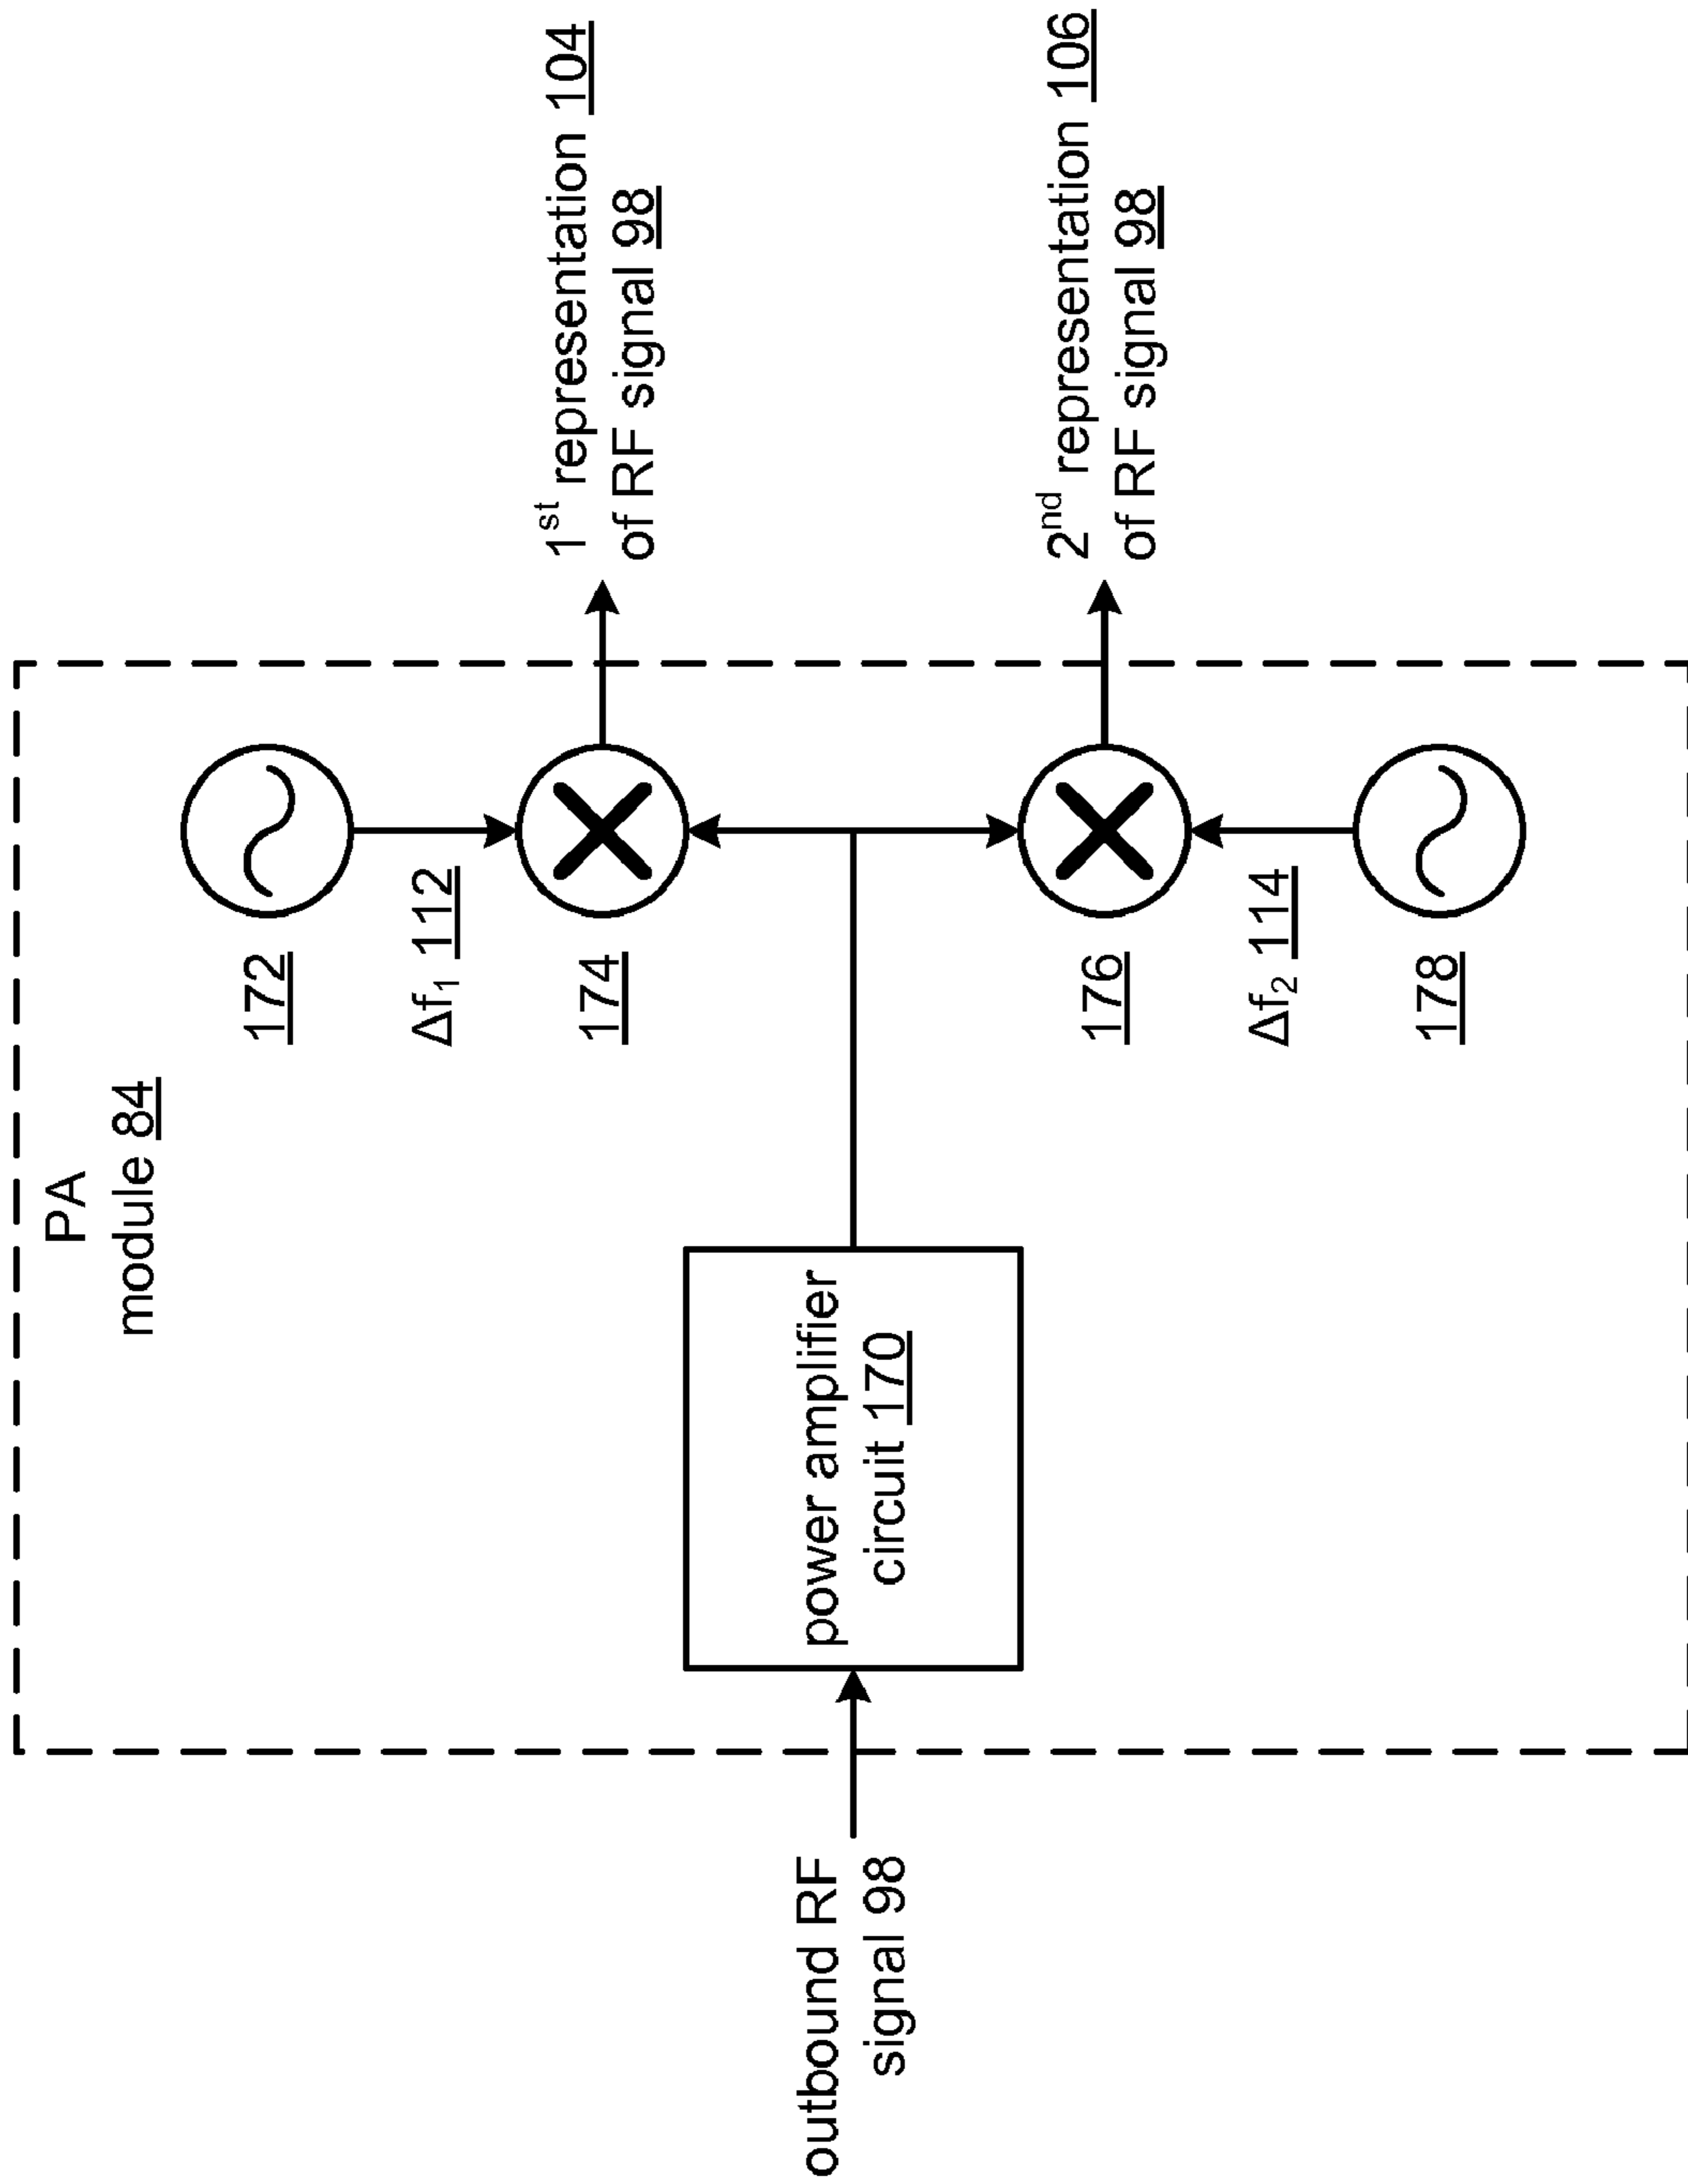 PA
module 84
172
Δf₁ 112
174
1st representation 104
of RF signal 98
outbound RF
signal 98
power amplifier
circuit 170
176
2nd representation 106
of RF signal 98
Δf₂ 114
178